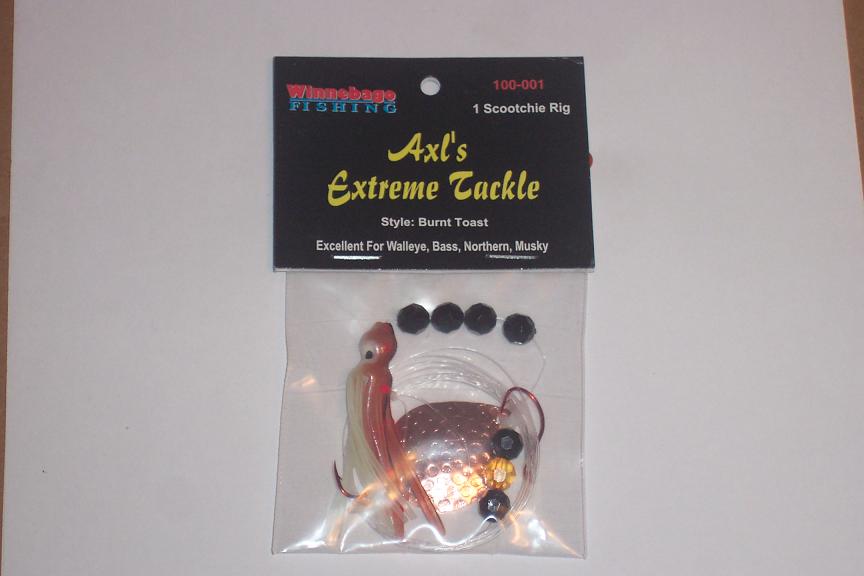 Winnebago
FISHING
100-001
1 Scootchie Rig
Axl's
Extreme Tackle
Style: Burnt Toast
Excellent For Walleye, Bass, Northern, Musky